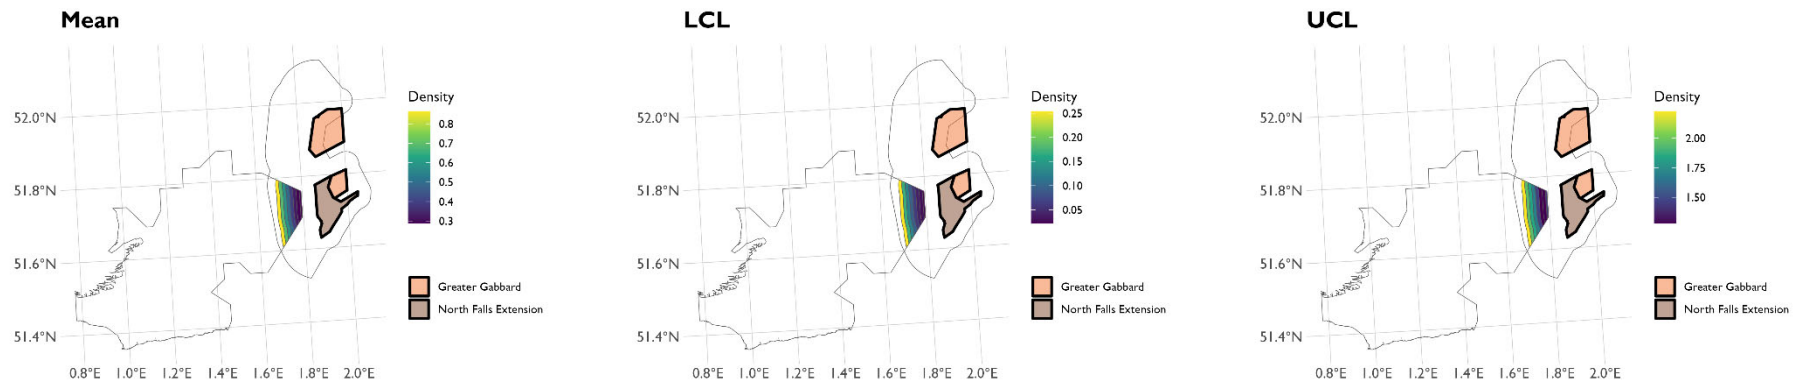 Mean
52.0°N
51.8°N
51.6°N
51.4°N
0.8°E 1.0°E 1.2°E 1.4°E 1.6°E 1.8°E 2.0°E
Density
0.8
0.7
0.6
0.5
0.4
0.3
Greater Gabbard
North Falls Extension
LCL
52.0°N
51.8°N
51.6°N
51.4°N
0.8°E 1.0°E 1.2°E 1.4°E 1.6°E 1.8°E 2.0°E
Density
0.25
0.20
0.15
0.10
0.05
Greater Gabbard
North Falls Extension
UCL
52.0°N
51.8°N
51.6°N
51.4°N
0.8°E 1.0°E 1.2°E 1.4°E 1.6°E 1.8°E 2.0°E
Density
2.00
1.75
1.50
Greater Gabbard
North Falls Extension